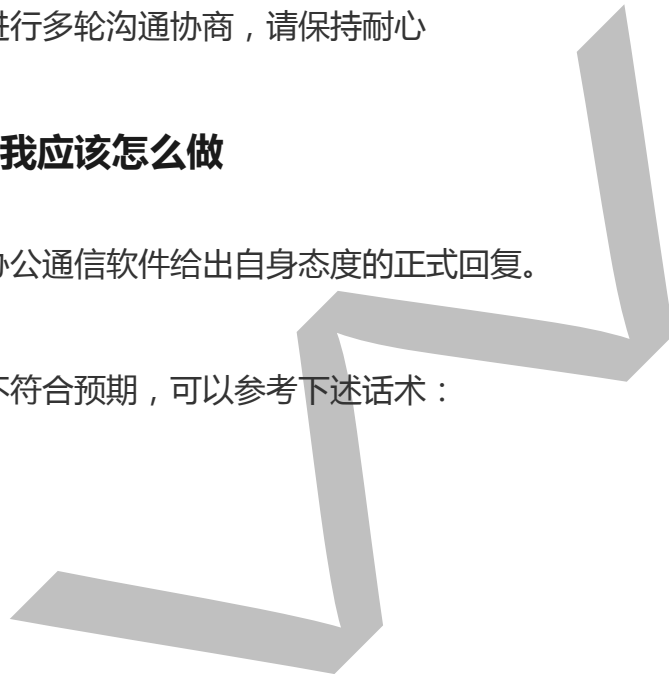 进行多轮沟通协商，请保持耐心
我应该怎么做
办公通信软件给出自身态度的正式回复。
不符合预期，可以参考下述话术：